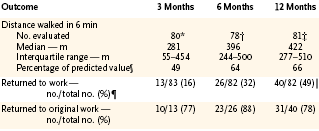 Outcome 3 Months 6 Months 12 Months
Distance walked in 6 min
No. evaluated 80* 78† 81‡
Median — m 281 396 422
Interquartile range — m 55–454 244–500 277–510
Percentage of predicted value§ 49 64 66
Returned to work — 13/83 (16) 26/82 (32) 40/82 (49)‖
no./total no. (%)¶
Returned to original work — 10/13 (77) 23/26 (88) 31/40 (78)
no./total no. (%)